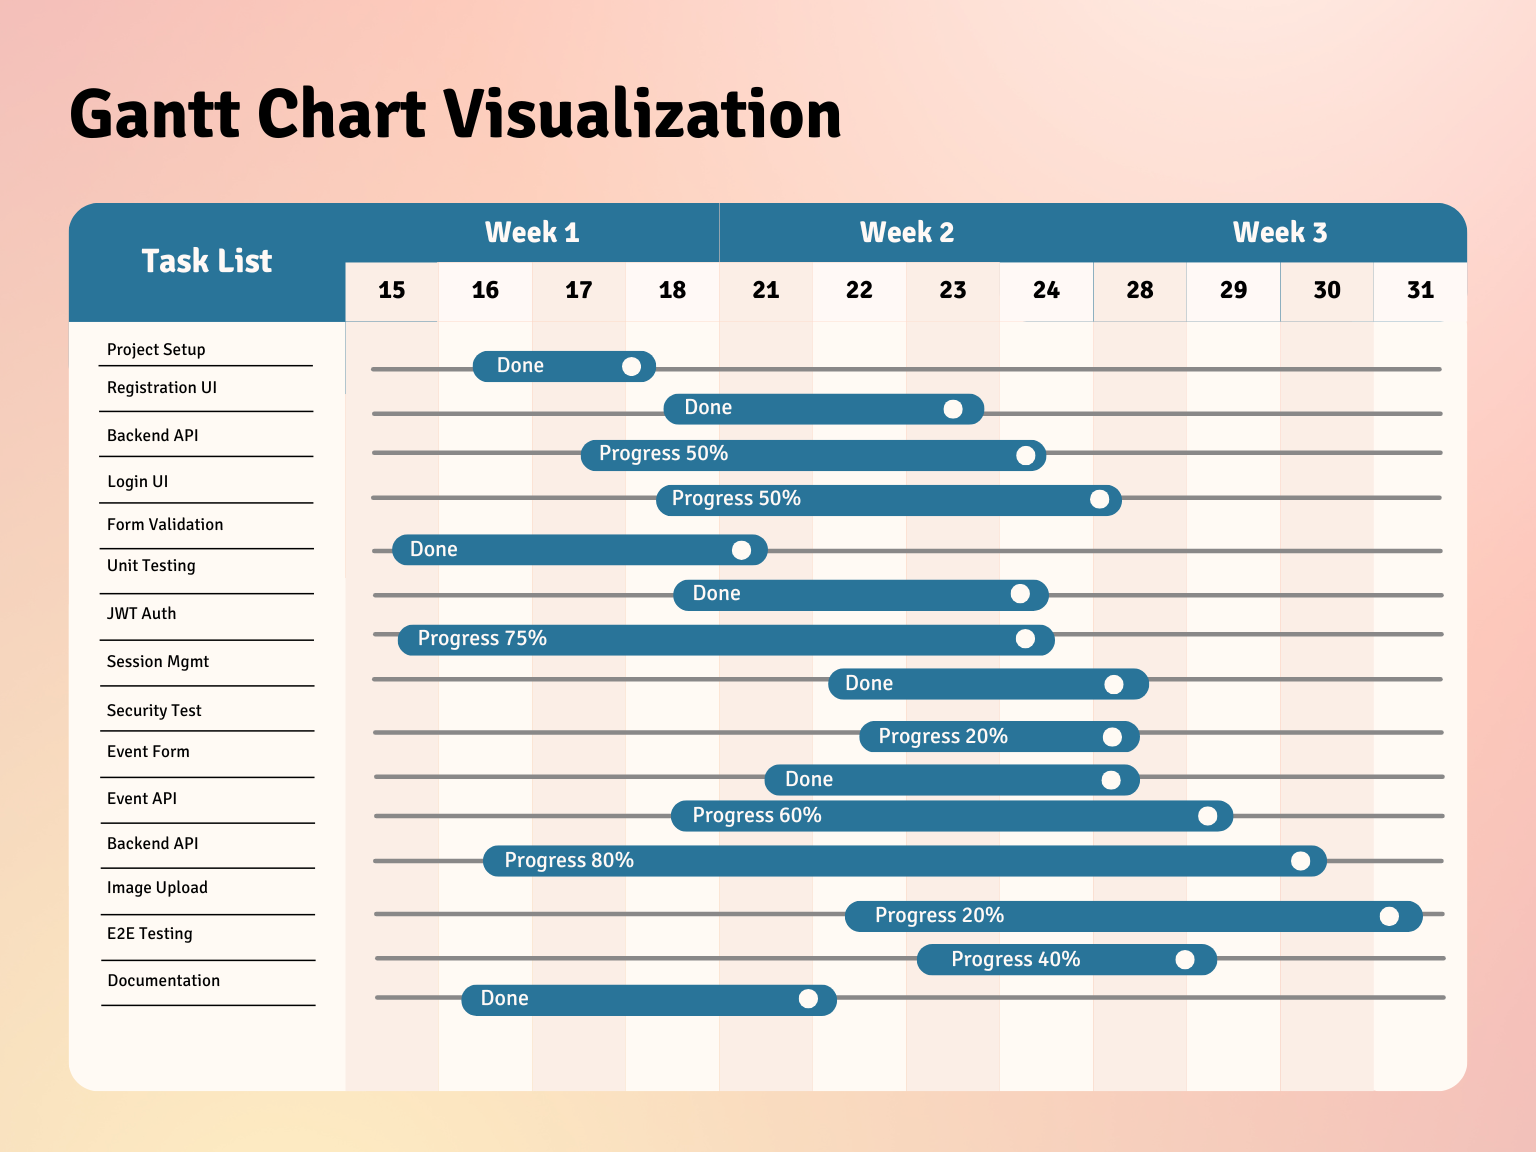 Gantt Chart Visualization
Task List
Week 1 Week 2 Week 3
15 16 17 18 21 22 23 24 28 29 30 31
Project Setup
Done
Registration UI
Done
Backend API
Progress 50%
Login UI
Progress 50%
Form Validation
Done
Unit Testing
Done
JWT Auth
Progress 75%
Session Mgmt
Done
Security Test
Progress 20%
Event Form
Done
Event API
Progress 60%
Backend API
Progress 80%
Image Upload
Progress 20%
E2E Testing
Progress 40%
Documentation
Done